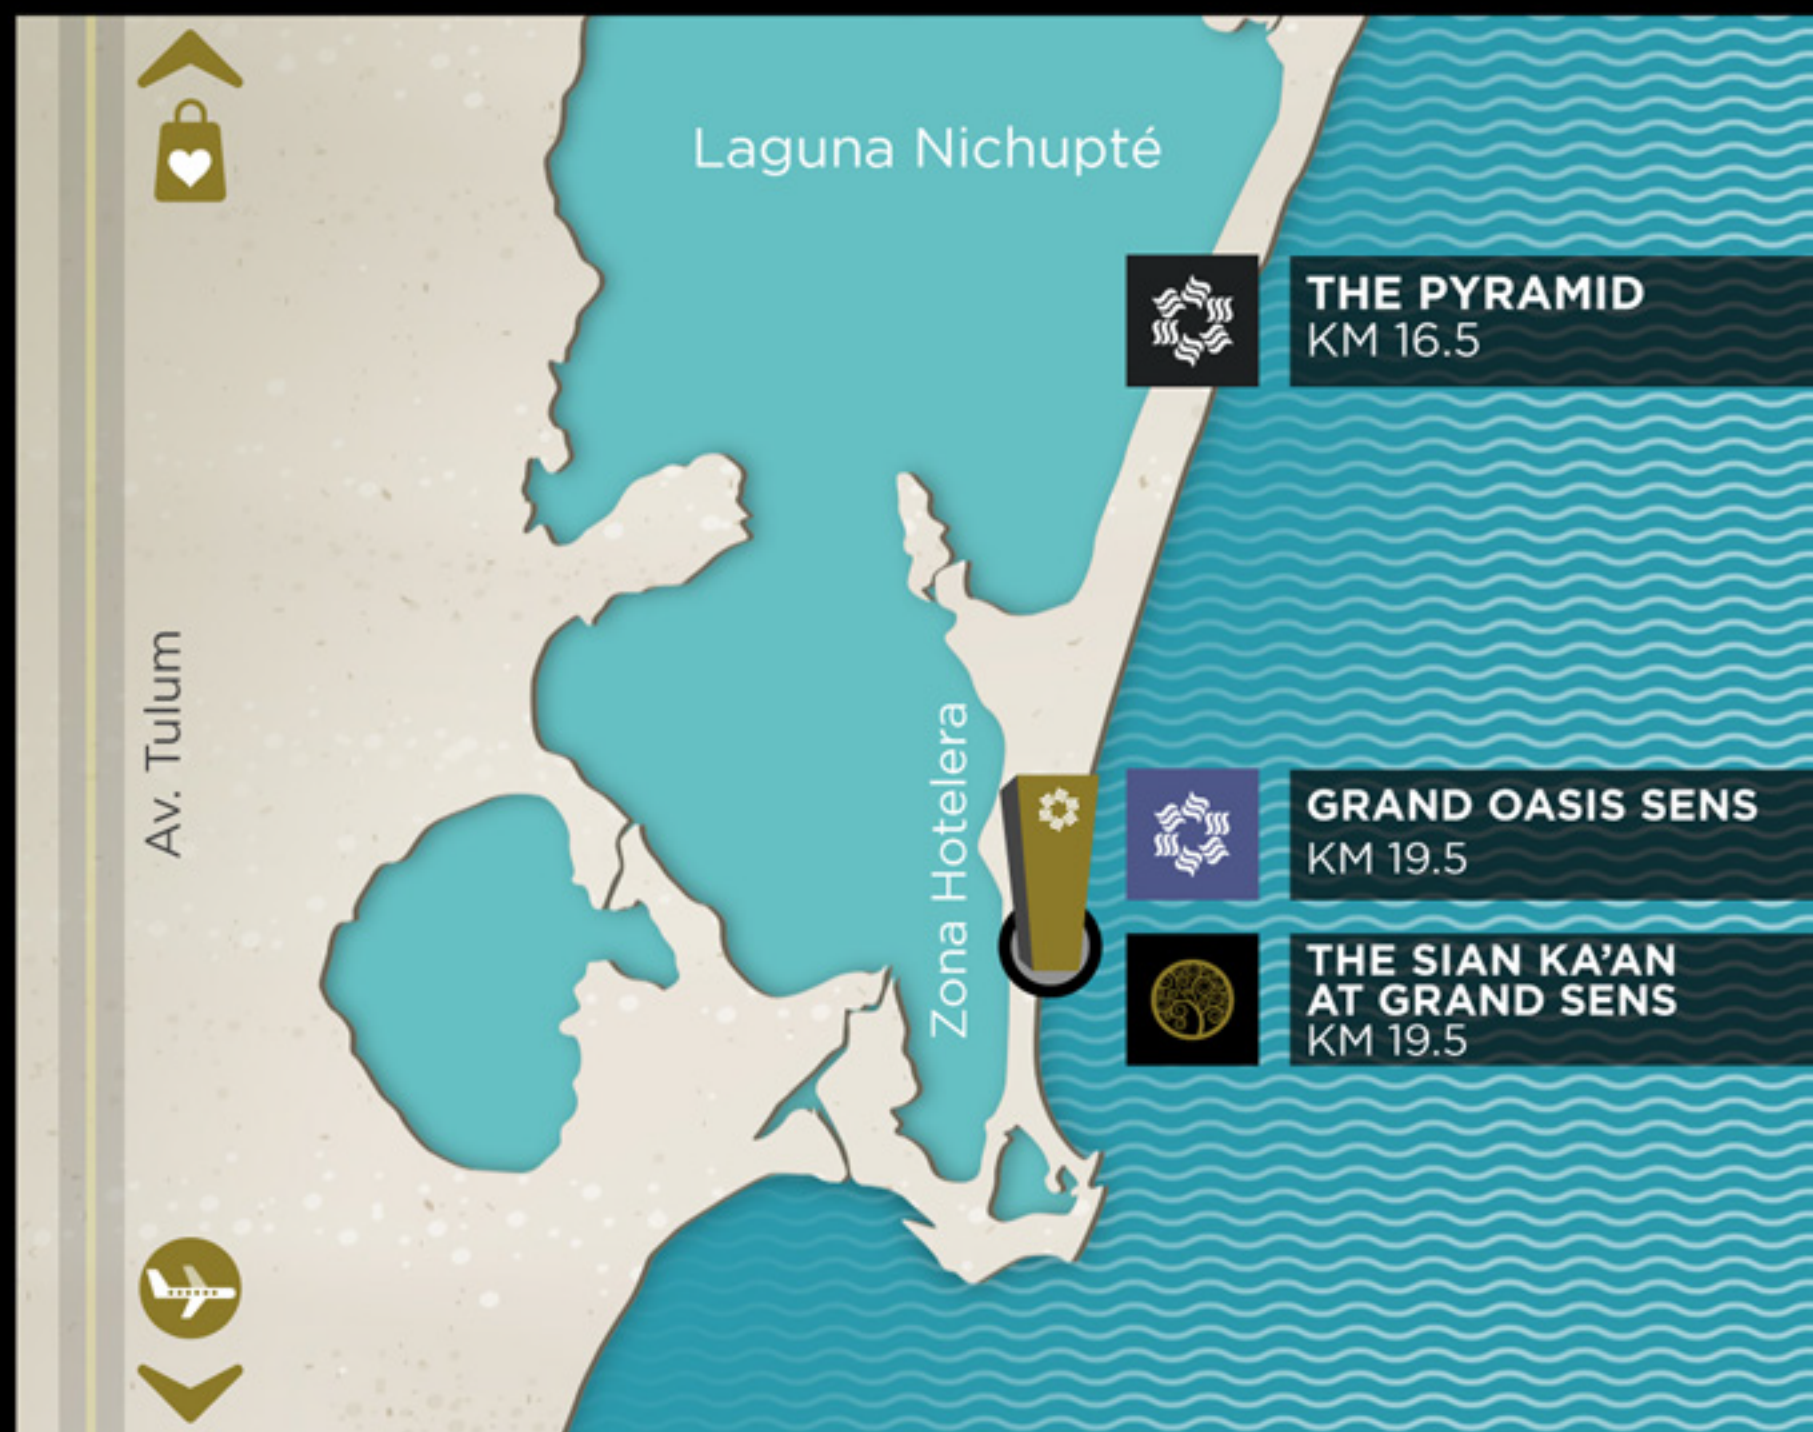 Laguna Nichupté
THE PYRAMID
KM 16.5
Av. Tulum
Zona Hotelera
GRAND OASIS SENS
KM 19.5
THE SIAN KA’AN
AT GRAND SENS
KM 19.5